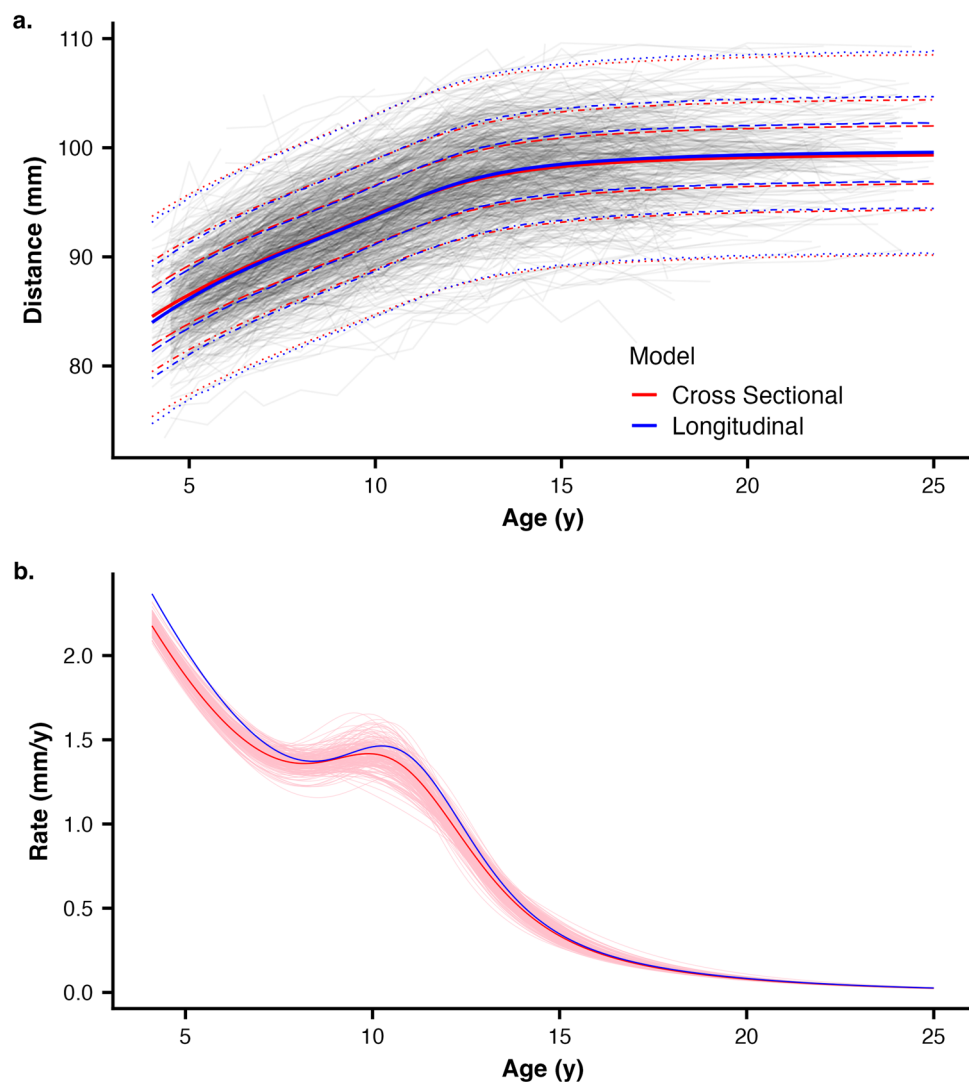 a.
110
100
90
80
Distance (mm)
Model
Cross Sectional
Longitudinal
5 10 15 20 25
Age (y)
b.
2.0
1.5
1.0
0.5
0.0
Rate (mm/y)
5 10 15 20 25
Age (y)